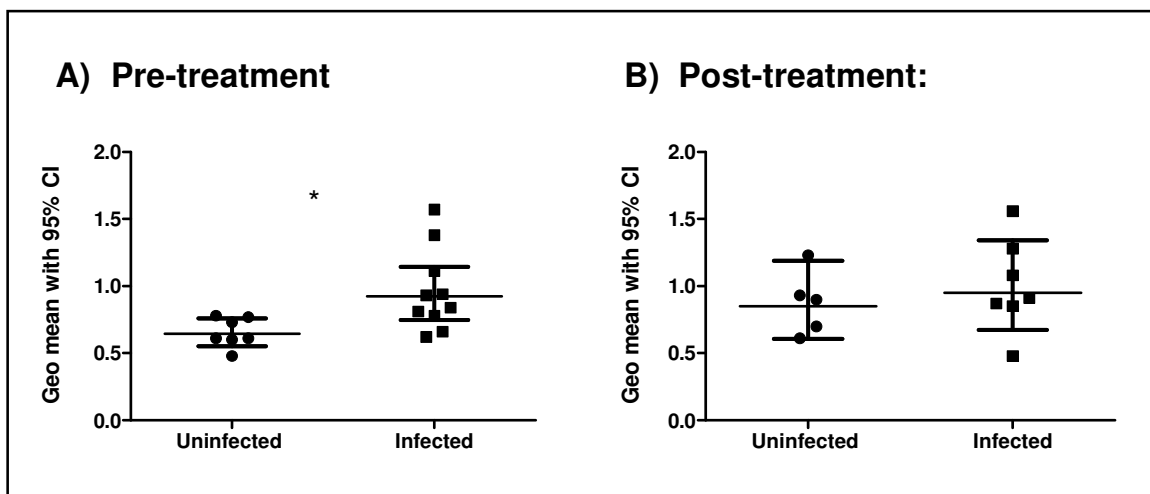 A) Pre-treatment
Geo mean with 95% CI
2.0
1.5
1.0
0.5
0.0
*
Uninfected
Infected
B) Post-treatment:
Geo mean with 95% CI
2.0
1.5
1.0
0.5
0.0
Uninfected
Infected